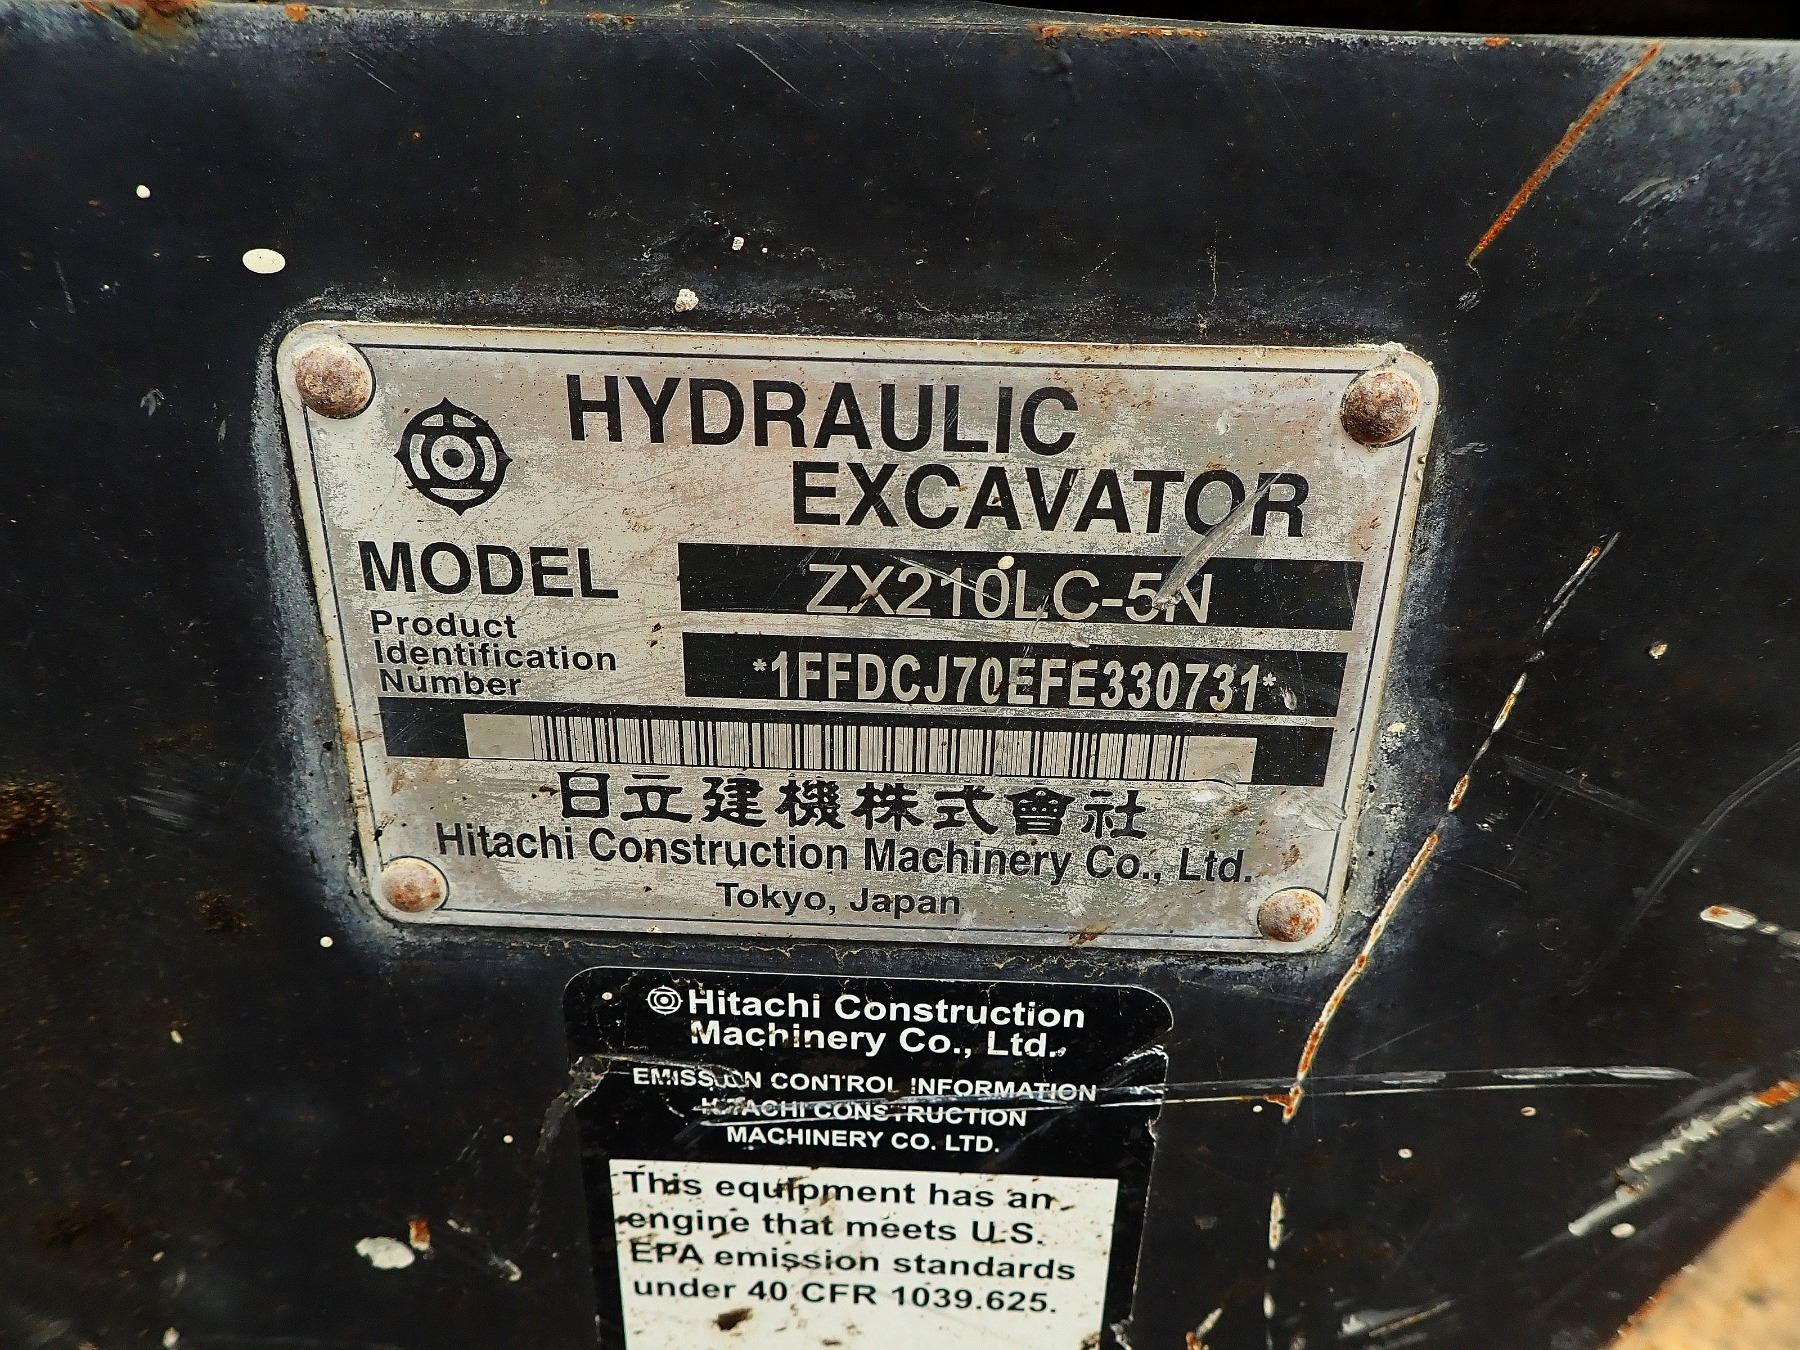 HYDRAULIC
EXCAVATOR
MODEL ZX210LC-5N
Product
Identification
Number
*1FFDCJ70EFE330731*
日立建機株式會社
Hitachi Construction Machinery Co., Ltd.
Tokyo, Japan
Hitachi Construction
Machinery Co., Ltd.
EMISSION CONTROL INFORMATION
HITACHI CONSTRUCTION
MACHINERY CO. LTD.
This equipment has an
engine that meets U.S.
EPA emission standards
under 40 CFR 1039.625.